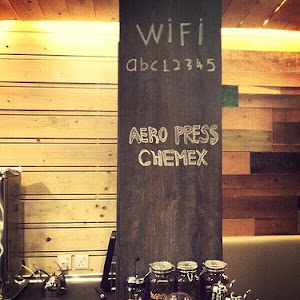 WiFi
abc12345
AERO PRESS
CHEMEX